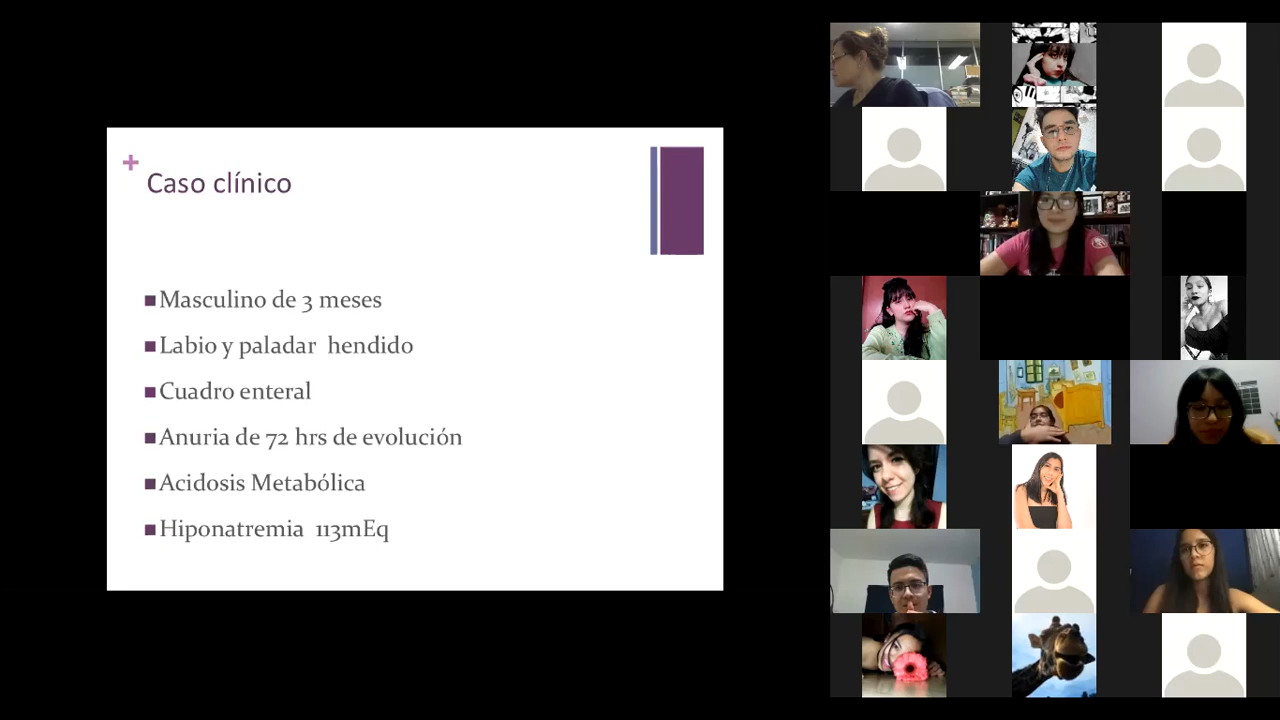 Caso clínico
Masculino de 3 meses
Labio y paladar hendido
Cuadro enteral
Anuria de 72 hrs de evolución
Acidosis Metabólica
Hiponatremia 113mEq